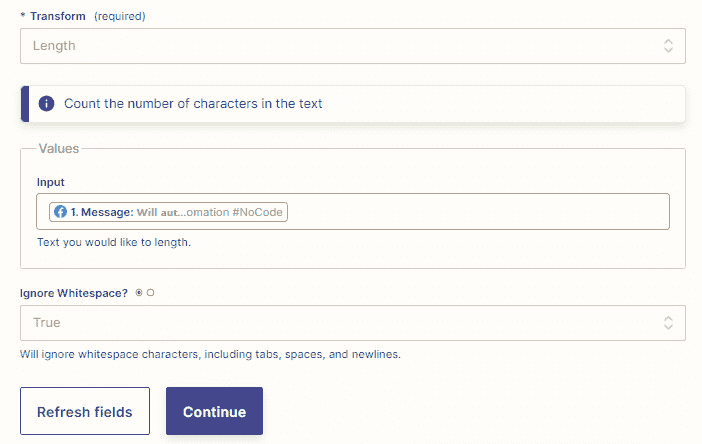 * Transform (required)
Length
Count the number of characters in the text
Values
Input
1. Message: Will aut...omation #NoCode
Text you would like to length.
Ignore Whitespace?
True
Will ignore whitespace characters, including tabs, spaces, and newlines.
Refresh fields Continue